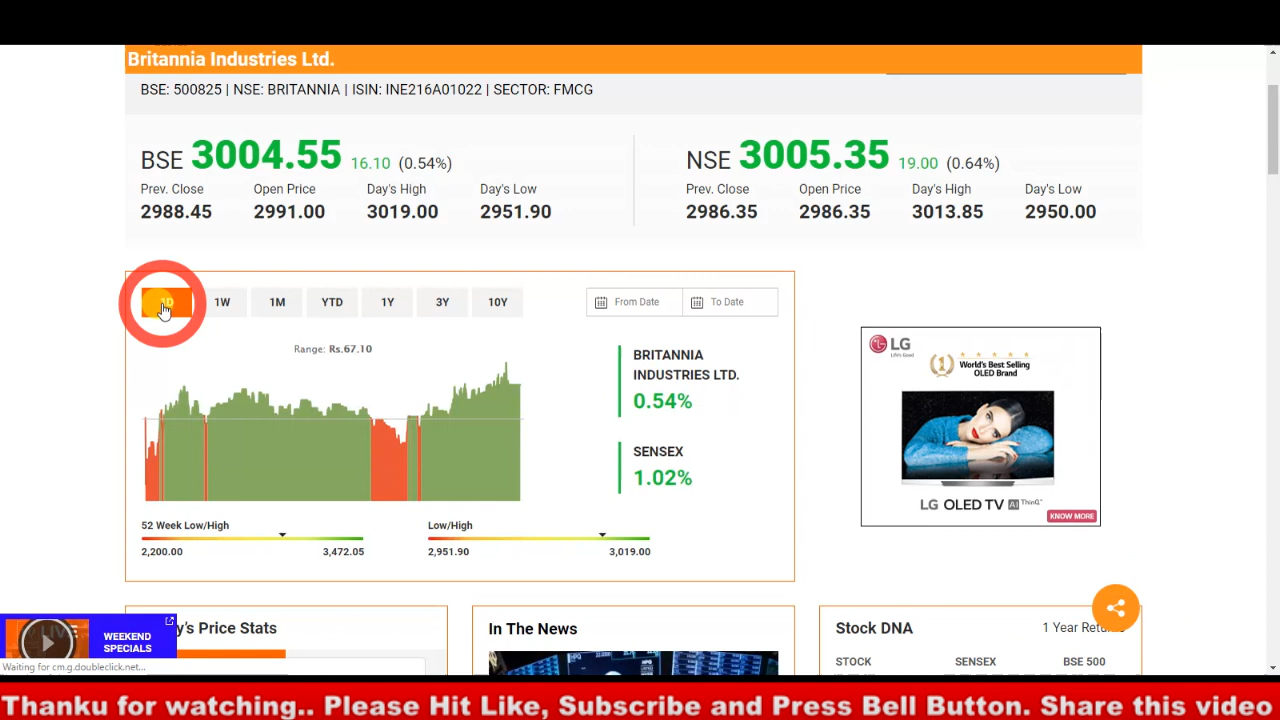 Britannia Industries Ltd.
BSE: 500825 | NSE: BRITANNIA | ISIN: INE216A01022 | SECTOR: FMCG
BSE 3004.55 16.10 (0.54%)
Prev. Close Open Price Day's High Day's Low
2988.45 2991.00 3019.00 2951.90
NSE 3005.35 19.00 (0.64%)
Prev. Close Open Price Day's High Day's Low
2986.35 2986.35 3013.85 2950.00
1D 1W 1M YTD 1Y 3Y 10Y
From Date To Date
Range: Rs.67.10
BRITANNIA
INDUSTRIES LTD.
0.54%
SENSEX
1.02%
52 Week Low/High
2,200.00 3,472.05
Low/High
2,951.90 3,019.00
LG
Life's Good
World's Best Selling
OLED Brand
LG OLED TV AI ThinQ
KNOW MORE
LIVE
WEEKEND
SPECIALS
y's Price Stats
In The News
Stock DNA 1 Year Retu
STOCK SENSEX BSE 500
Waiting for cm.g.doubleclick.net...
Thanku for watching.. Please Hit Like, Subscribe and Press Bell Button. Share this video